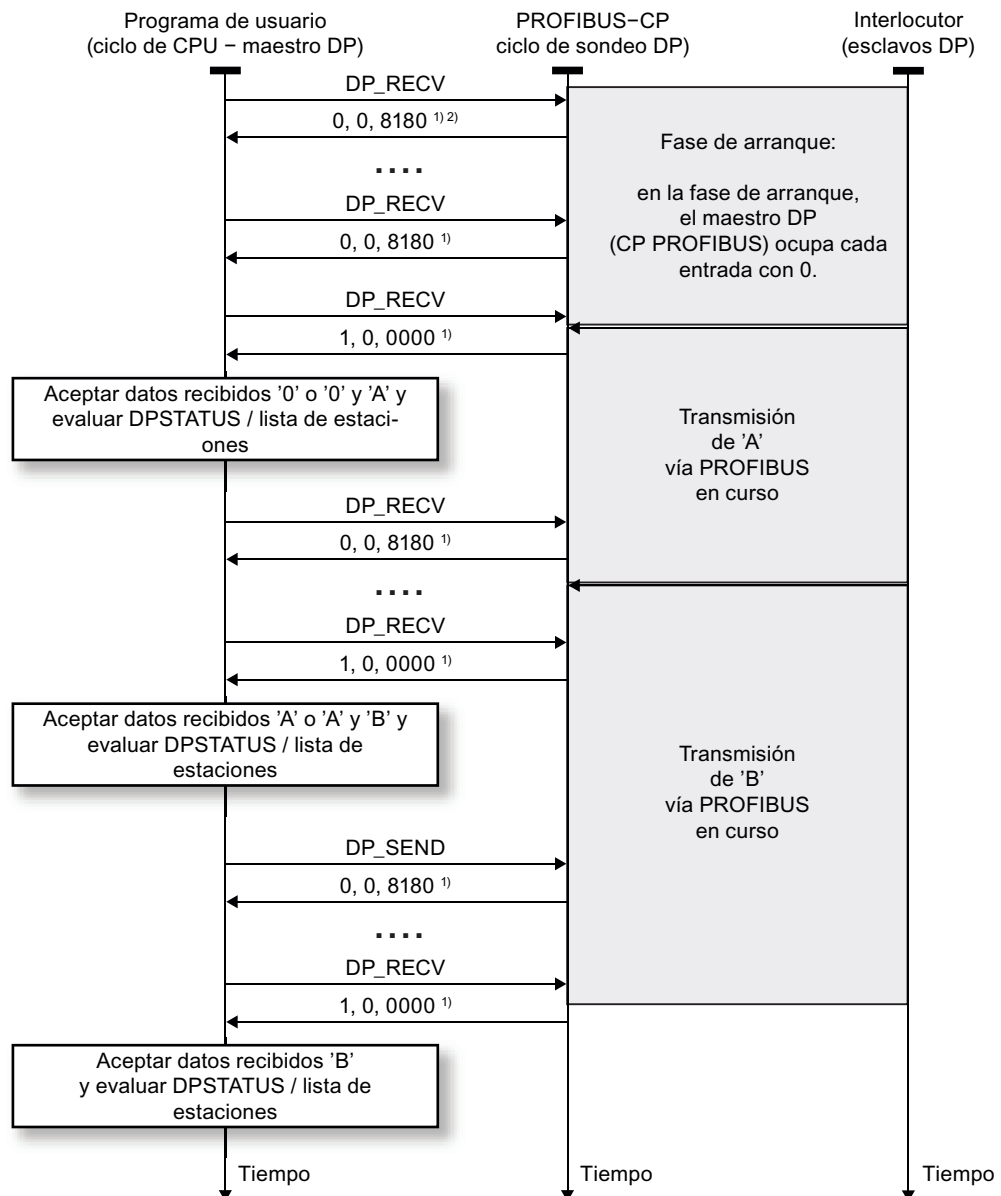 Programa de usuario
(ciclo de CPU − maestro DP)
PROFIBUS−CP
ciclo de sondeo DP)
Interlocutor
(esclavos DP)
DP_RECV
0, 0, 8180 1) 2)
....
DP_RECV
0, 0, 8180 1)
DP_RECV
1, 0, 0000 1)
Fase de arranque:
en la fase de arranque,
el maestro DP
(CP PROFIBUS) ocupa cada
entrada con 0.
Aceptar datos recibidos '0' o '0' y 'A' y
evaluar DPSTATUS / lista de estaci-
ones
Transmisión
de 'A'
vía PROFIBUS
en curso
DP_RECV
0, 0, 8180 1)
....
DP_RECV
1, 0, 0000 1)
Aceptar datos recibidos 'A' o 'A' y 'B' y
evaluar DPSTATUS / lista de
estaciones
Transmisión
de 'B'
vía PROFIBUS
en curso
DP_SEND
0, 0, 8180 1)
....
DP_RECV
1, 0, 0000 1)
Aceptar datos recibidos 'B'
y evaluar DPSTATUS / lista de
estaciones
Tiempo
Tiempo
Tiempo